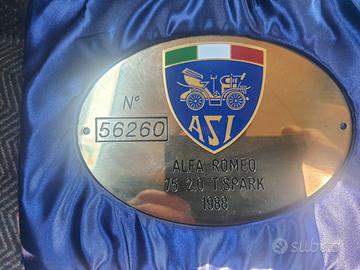 ASI
N°
56260
ALFA ROMEO
75 2.0 T.SPARK
1988
subito